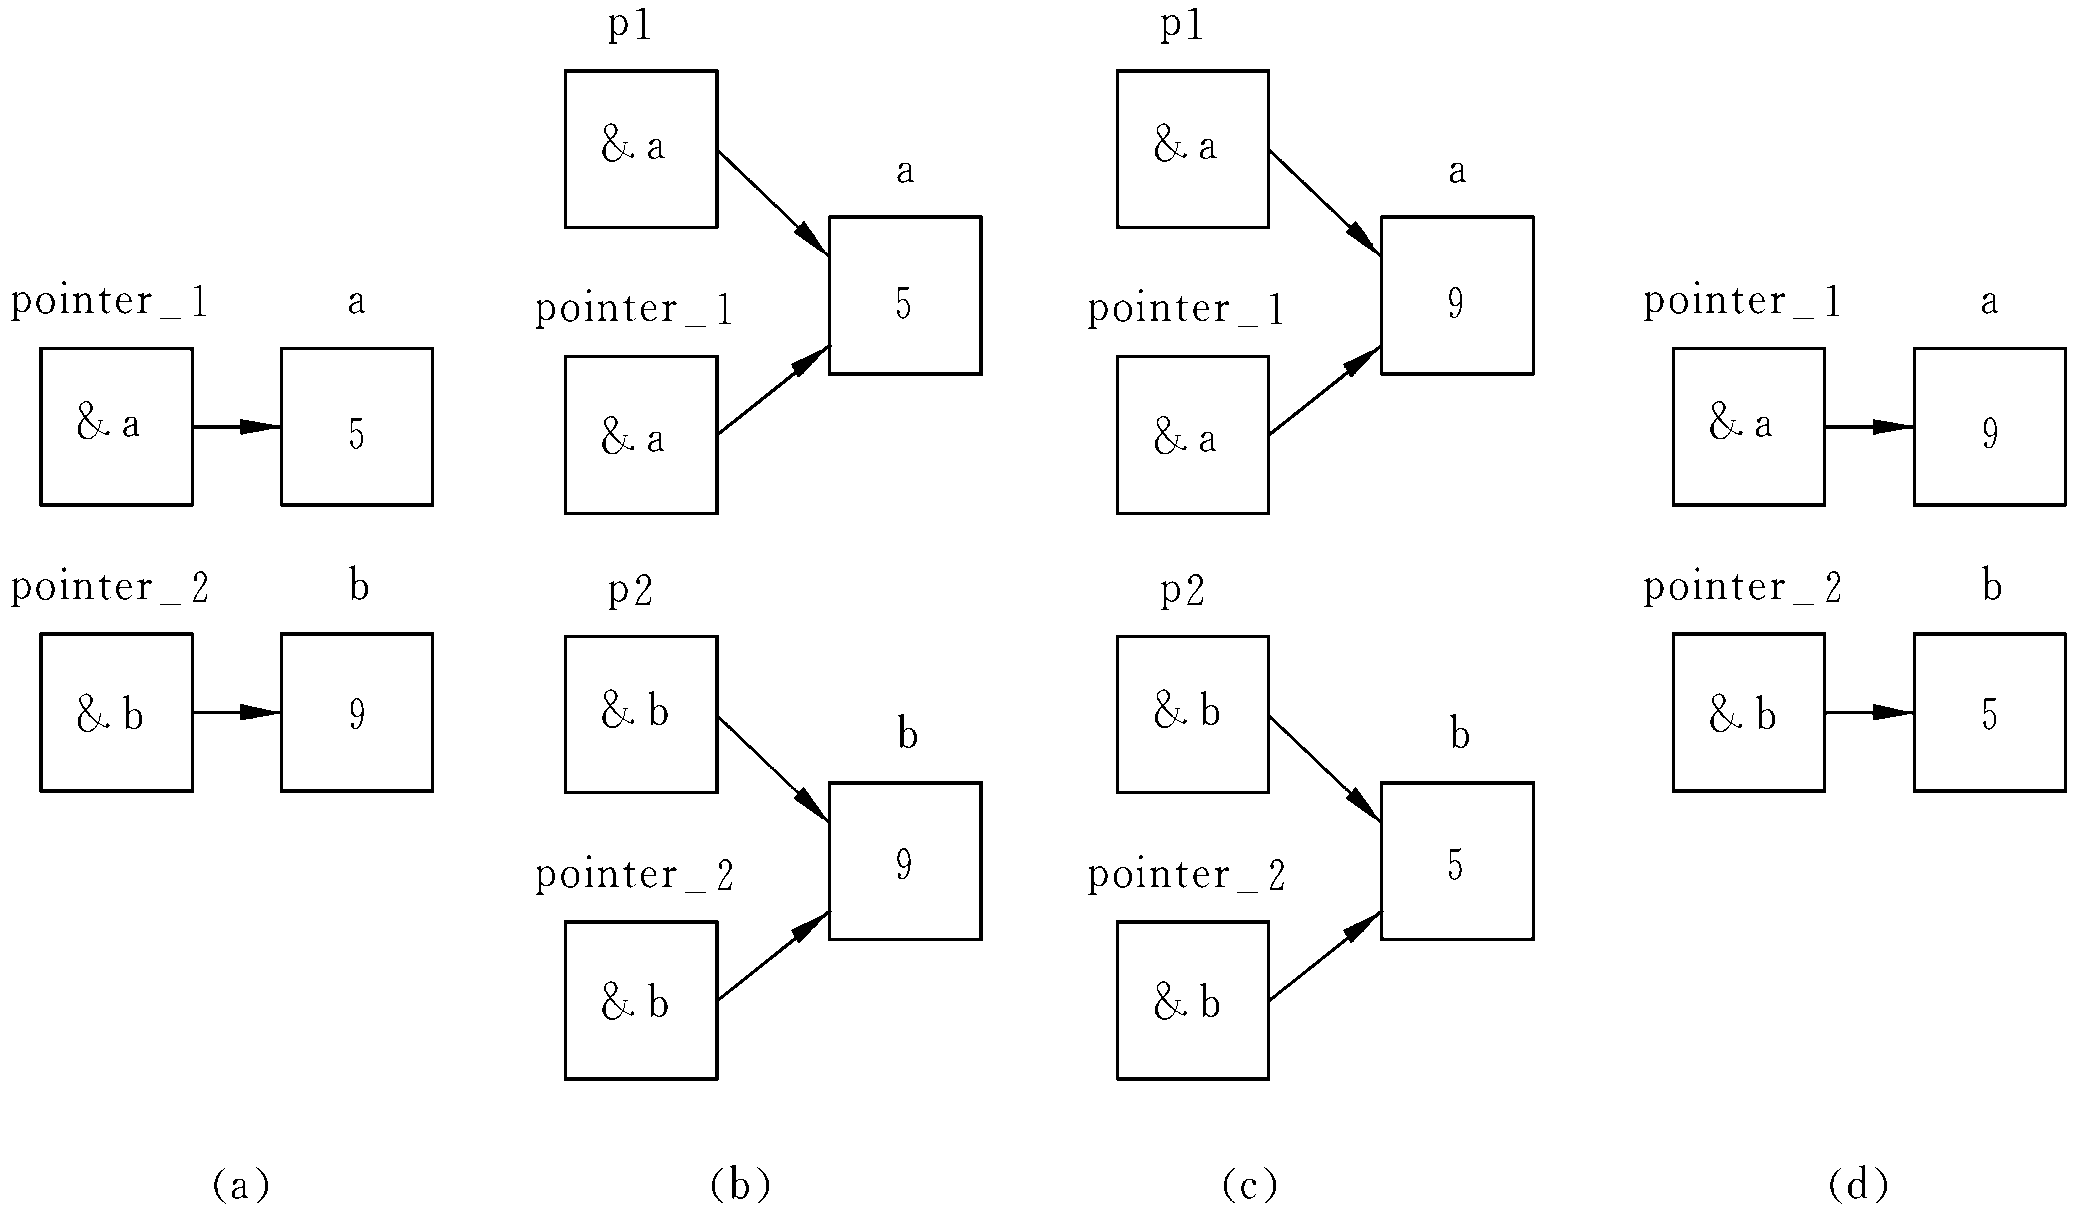 p1
&a
a
pointer_1
5
&a
p2
&b
b
pointer_2
9
&b
p1
&a
a
pointer_1
9
&a
p2
&b
b
pointer_2
5
&b
pointer_1 a
&a 5
pointer_2 b
&b 9
pointer_1 a
&a 9
pointer_2 b
&b 5
(a) (b) (c) (d)